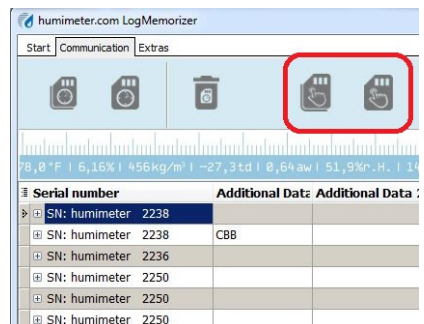 humimeter.com LogMemorizer
Start Communication Extras
78,0°F | 6,16% | 456kg/m³ | -27,3td | 0,64aw | 51,9%r.H. | 14
Serial number Additional Data Additional Data 2
SN: humimeter 2238
SN: humimeter 2238 CBB
SN: humimeter 2236
SN: humimeter 2250
SN: humimeter 2250
SN: humimeter 2250